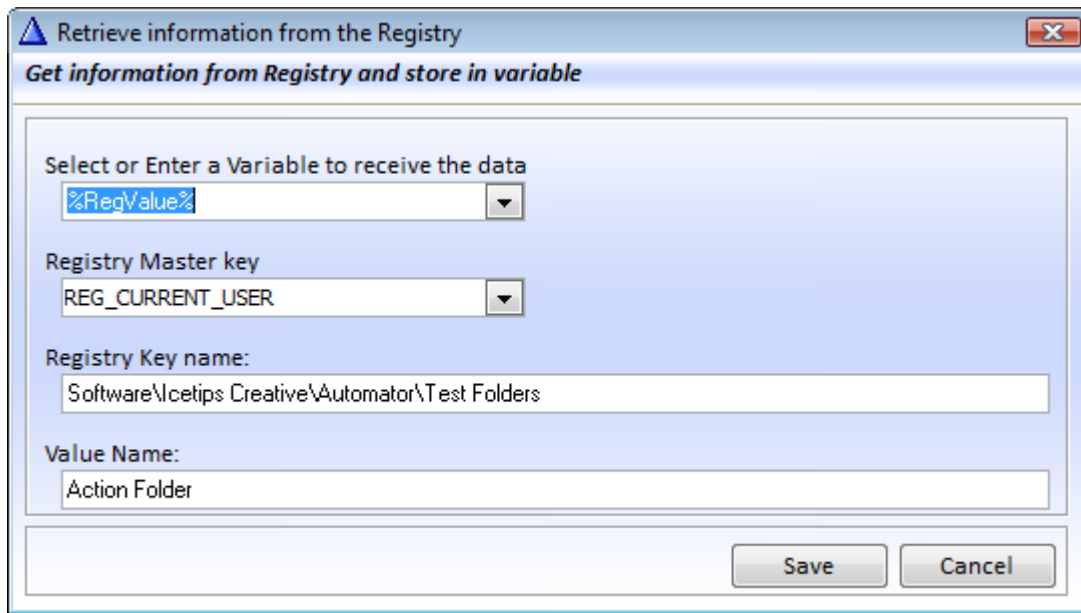 Retrieve information from the Registry
Get information from Registry and store in variable
Select or Enter a Variable to receive the data
%RegValue%
Registry Master key
REG_CURRENT_USER
Registry Key name:
Software\Icetips Creative\Automator\Test Folders
Value Name:
Action Folder
Save Cancel